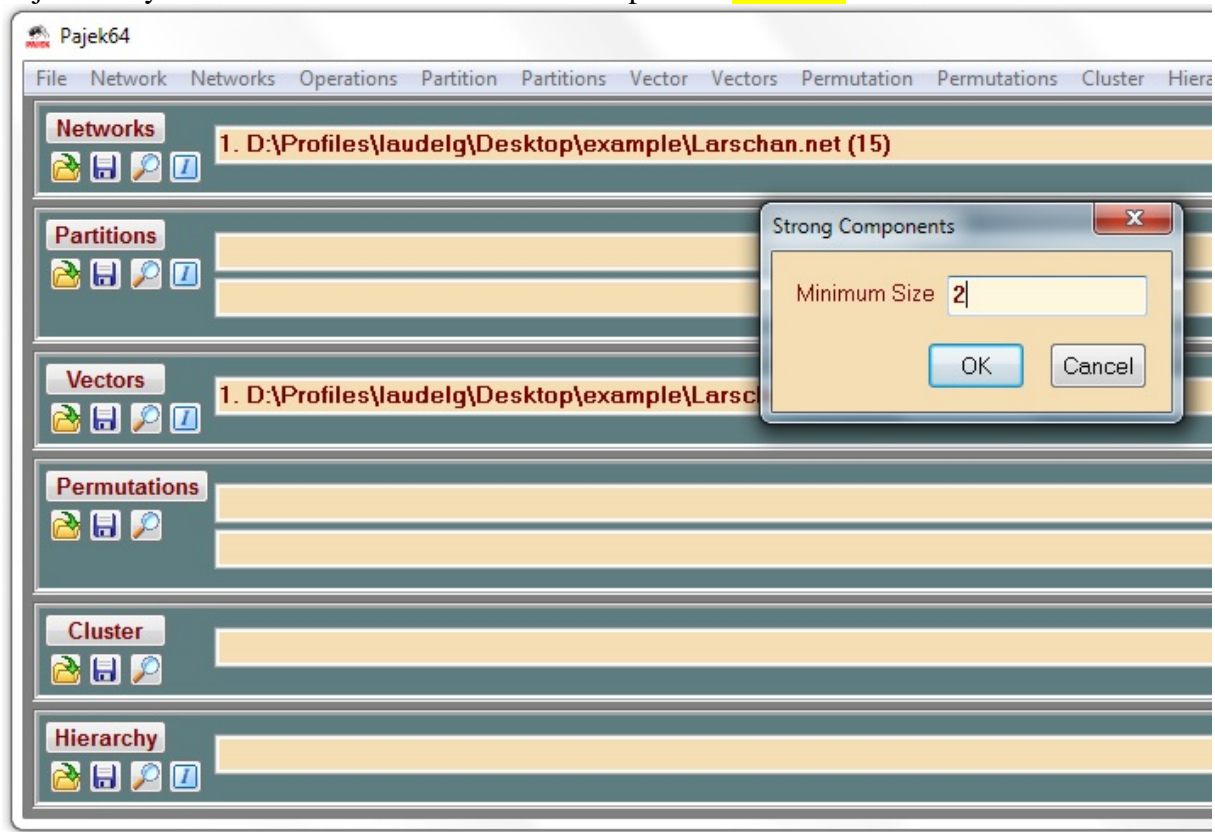 Pajek64
File Network Networks Operations Partition Partitions Vector Vectors Permutation Permutations Cluster
Networks
1. D:\Profiles\laudelg\Desktop\example\Larschan.net (15)
Strong Components
Minimum Size 2
OK Cancel
Partitions
Vectors
1. D:\Profiles\laudelg\Desktop\example\Larsc
Permutations
Cluster
Hierarchy